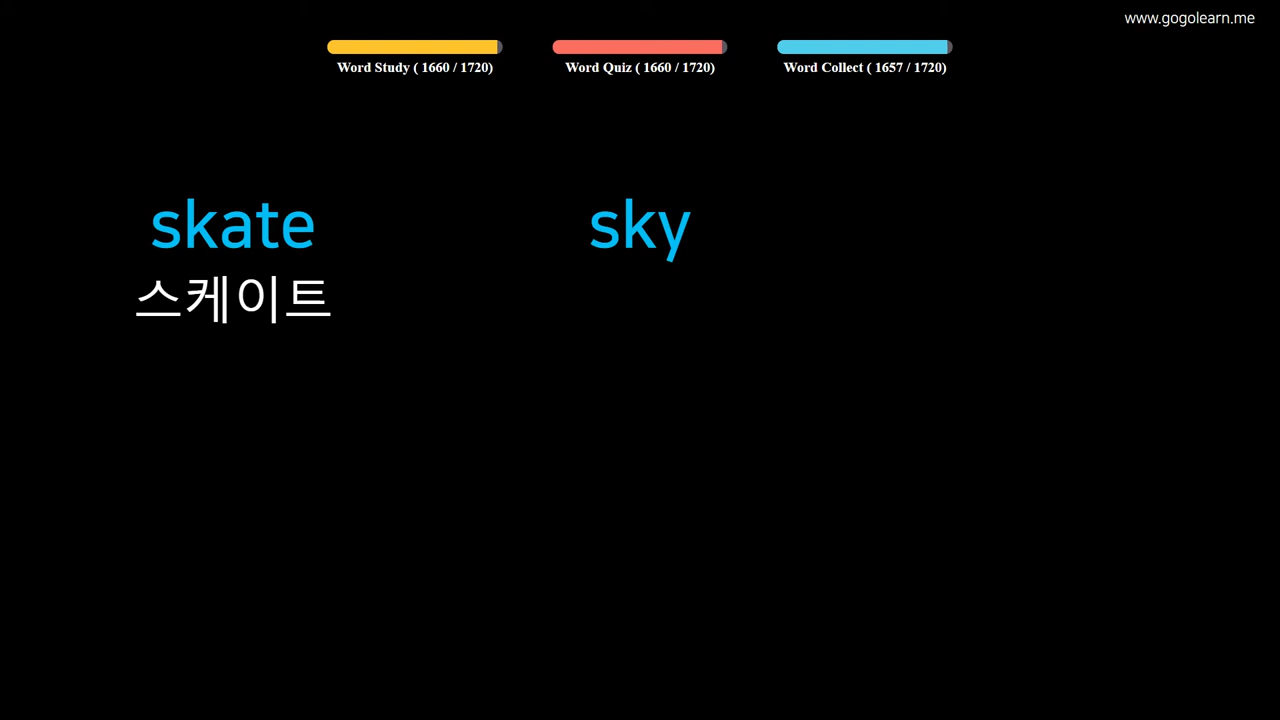 www.gogolearn.me
Word Study ( 1660 / 1720)
Word Quiz ( 1660 / 1720)
Word Collect ( 1657 / 1720)
skate
스케이트
sky